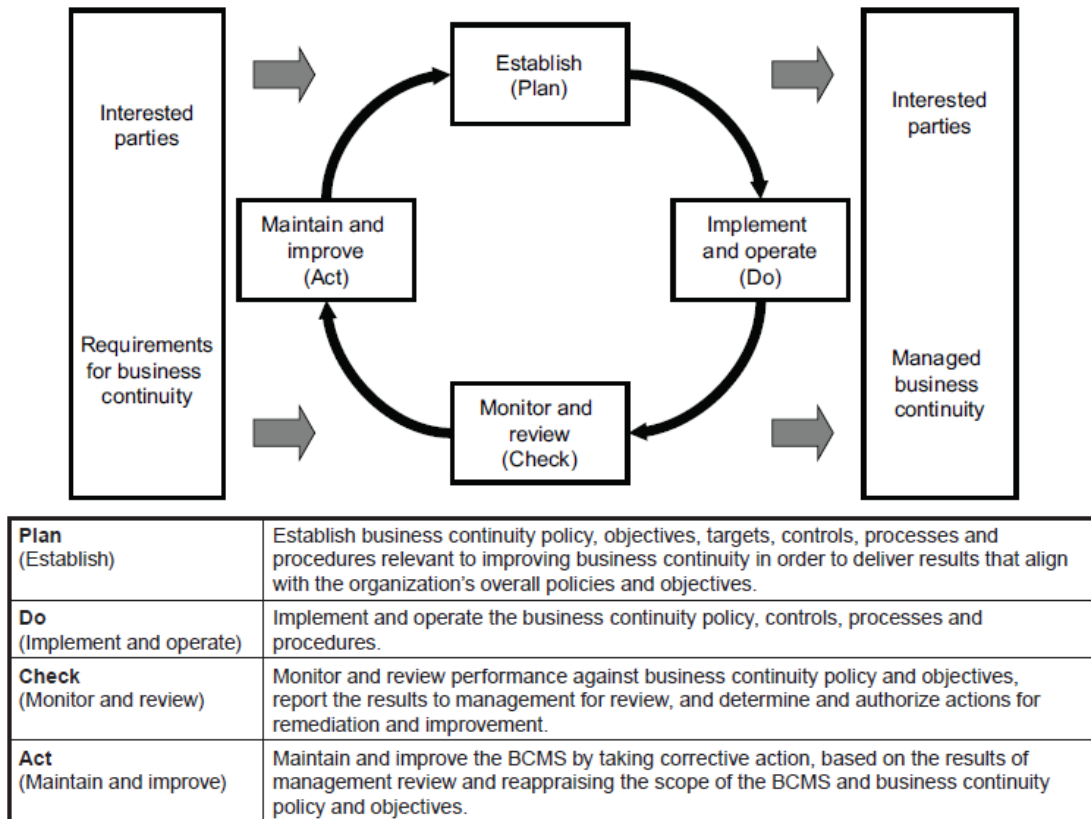 Interested
parties
Requirements
for business
continuity
Establish
(Plan)
Maintain and
improve
(Act)
Implement
and operate
(Do)
Monitor and
review
(Check)
Interested
parties
Managed
business
continuity
Plan
(Establish)
Establish business continuity policy, objectives, targets, controls, processes and
procedures relevant to improving business continuity in order to deliver results that align
with the organization's overall policies and objectives.
Do
(Implement and operate)
Implement and operate the business continuity policy, controls, processes and
procedures.
Check
(Monitor and review)
Monitor and review performance against business continuity policy and objectives,
report the results to management for review, and determine and authorize actions for
remediation and improvement.
Act
(Maintain and improve)
Maintain and improve the BCMS by taking corrective action, based on the results of
management review and reappraising the scope of the BCMS and business continuity
policy and objectives.